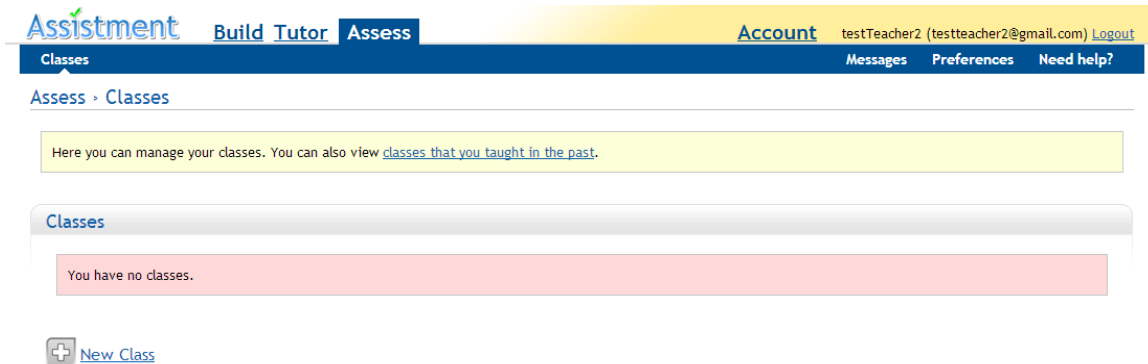 Assistment Build Tutor Assess Account testTeacher2 (testteacher2@gmail.com) Logout
Classes Messages Preferences Need help?
Assess › Classes
Here you can manage your classes. You can also view classes that you taught in the past.
Classes
You have no classes.
New Class